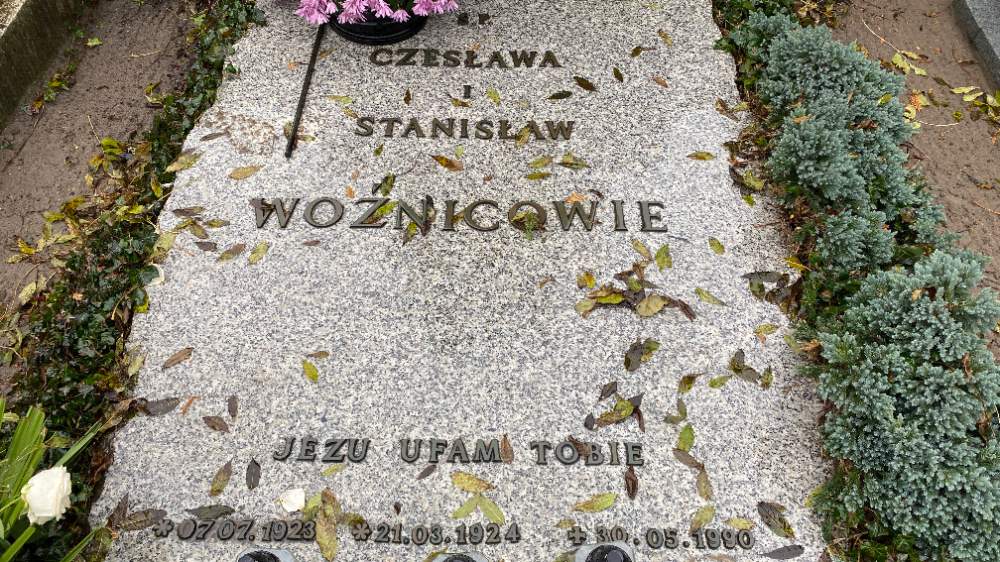 Ś.P.
CZESŁAWA
I
STANISŁAW
WOŹNICOWIE
JEZU UFAM TOBIE
*07.07.1923 *21.03.1924 +30.05.1990